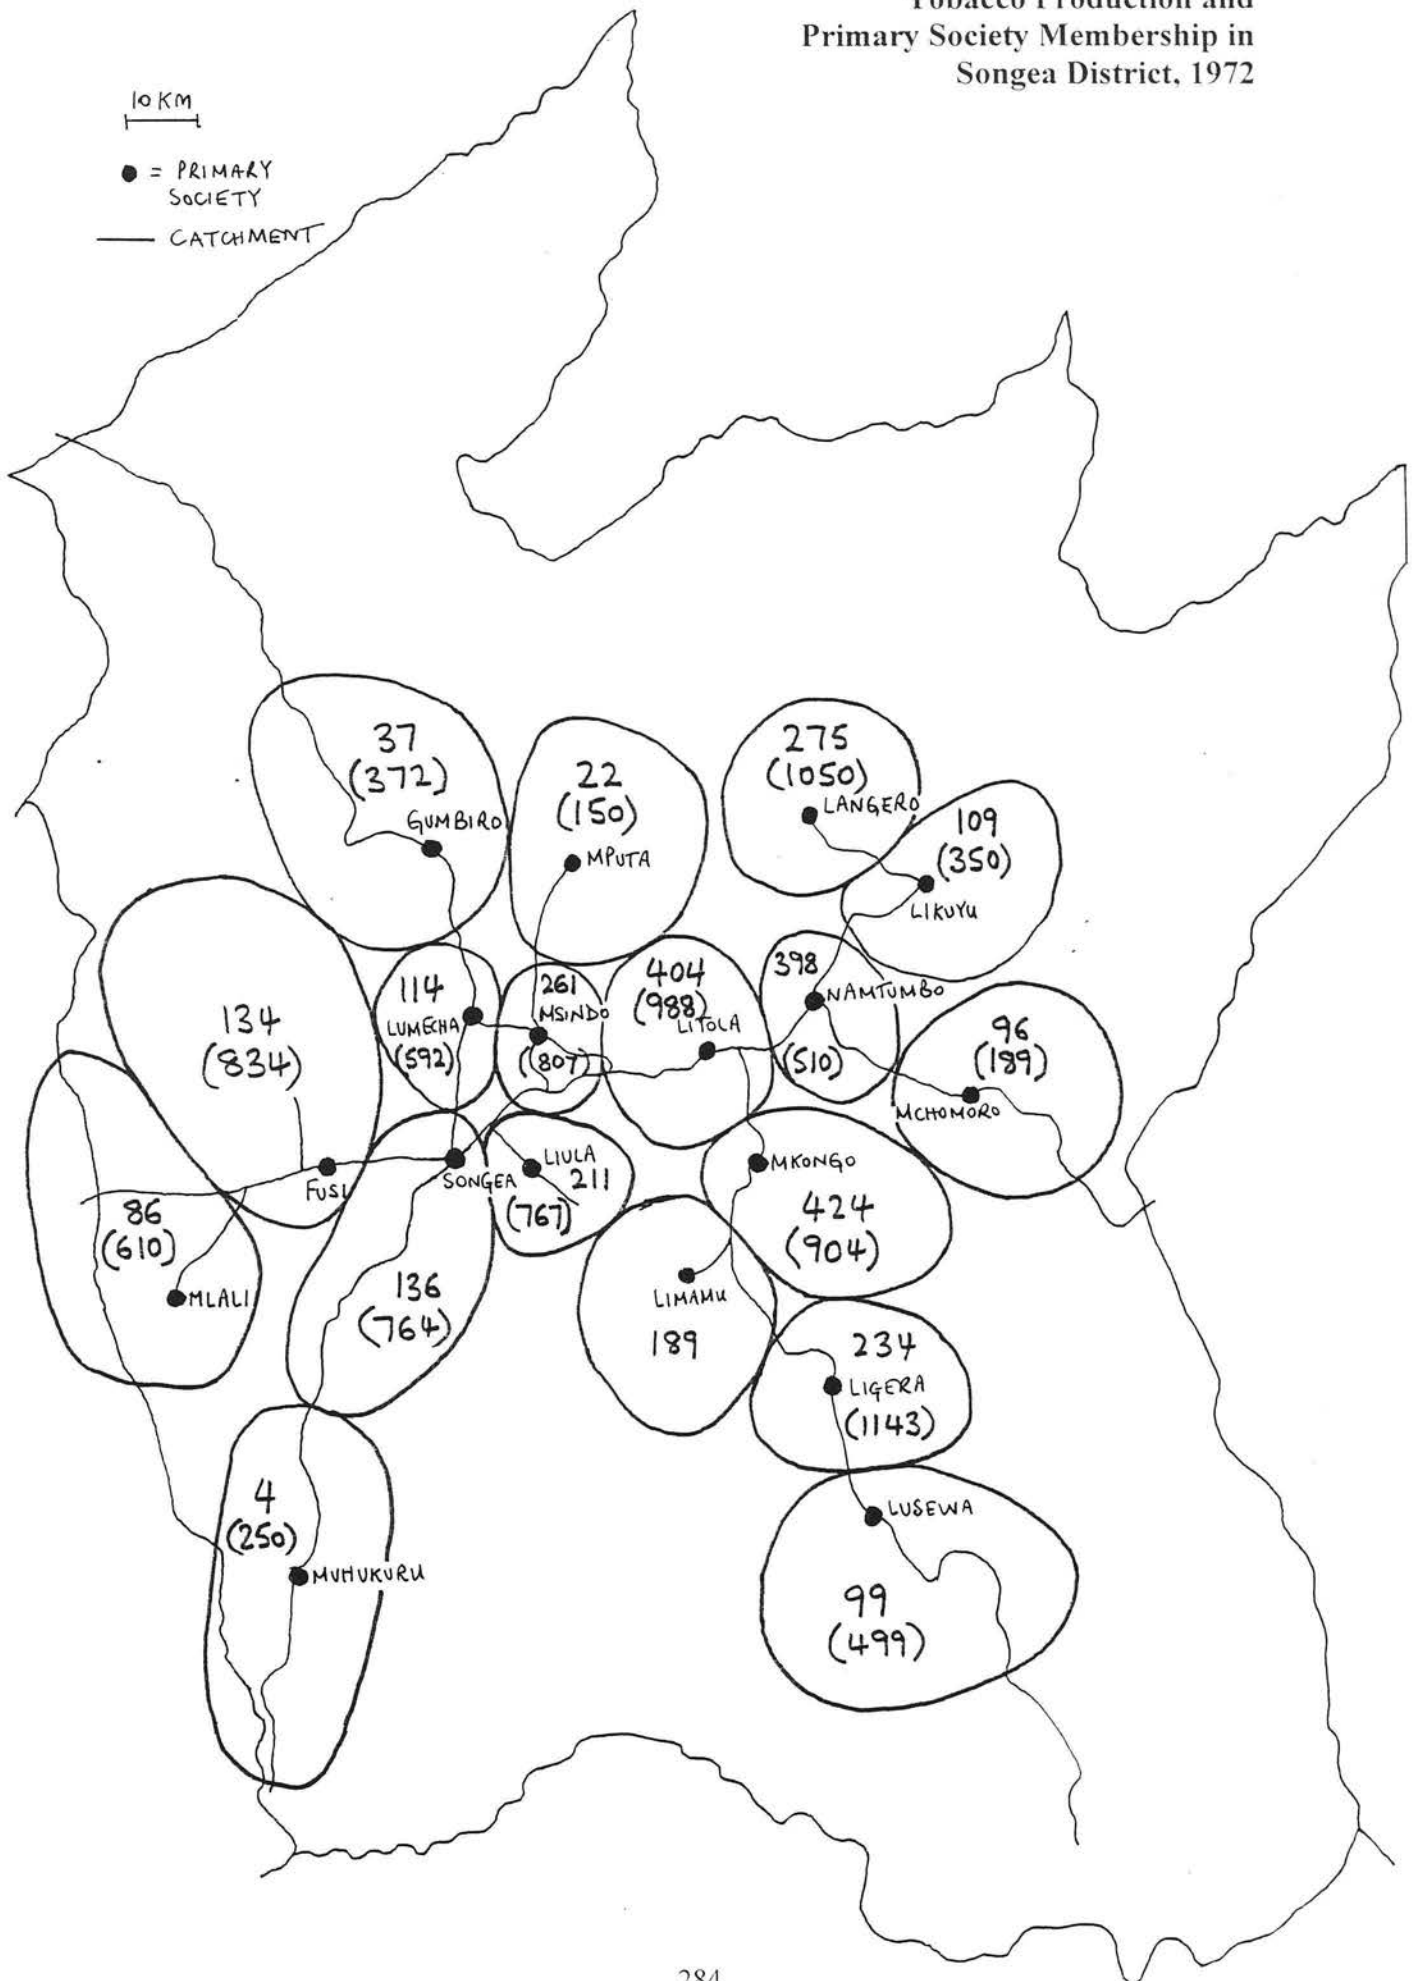 Tobacco Production and
Primary Society Membership in
Songea District, 1972
10 KM
● = PRIMARY
SOCIETY
— CATCHMENT
37
(372)
GUMBIRO
22
(150)
MPUTA
275
(1050)
LANGERO
109
(350)
LIKUYU
134
(834)
FUSI
114
LUMECHA
(592)
261
MSINDO
(807)
404
(988)
LITOLA
398
NAMTUMBO
(510)
96
(189)
MCHOMORO
86
(610)
MLALI
SONGEA
136
(764)
LIULA
211
(767)
MKONGO
424
(904)
LIMAMU
189
234
LIGERA
(1143)
4
(250)
MUHUKURU
LUSEWA
99
(499)
284